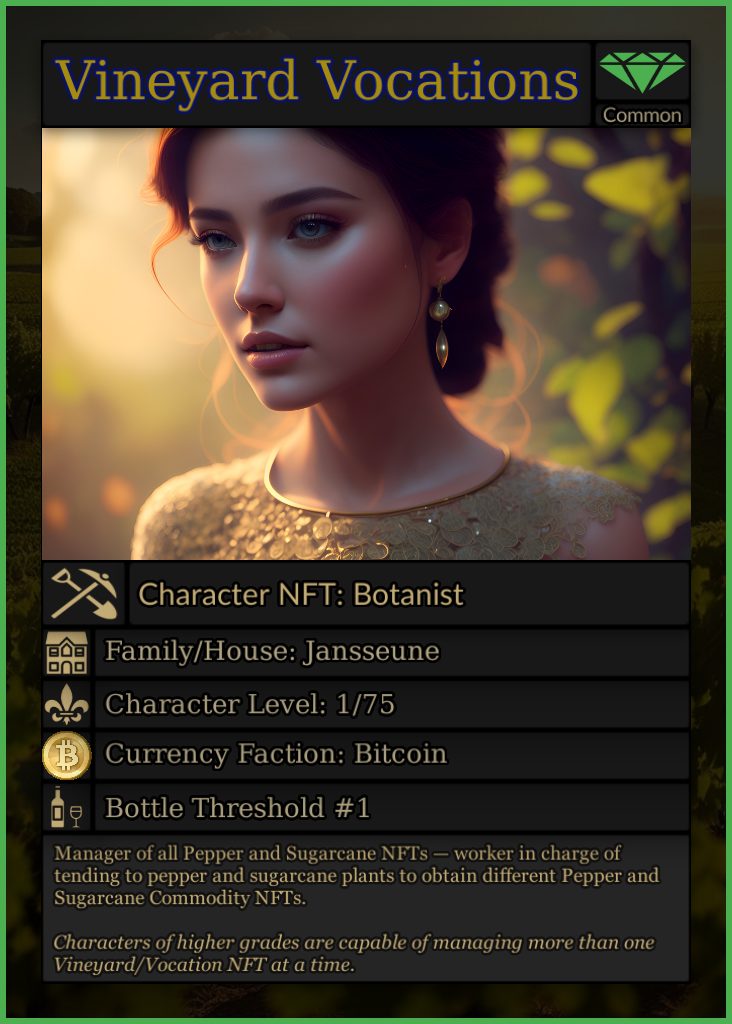 Vineyard Vocations
Common
Character NFT: Botanist
Family/House: Jansseune
Character Level: 1/75
Currency Faction: Bitcoin
Bottle Threshold #1
Manager of all Pepper and Sugarcane NFTs — worker in charge of
tending to pepper and sugarcane plants to obtain different Pepper and
Sugarcane Commodity NFTs.
Characters of higher grades are capable of managing more than one
Vineyard/Vocation NFT at a time.